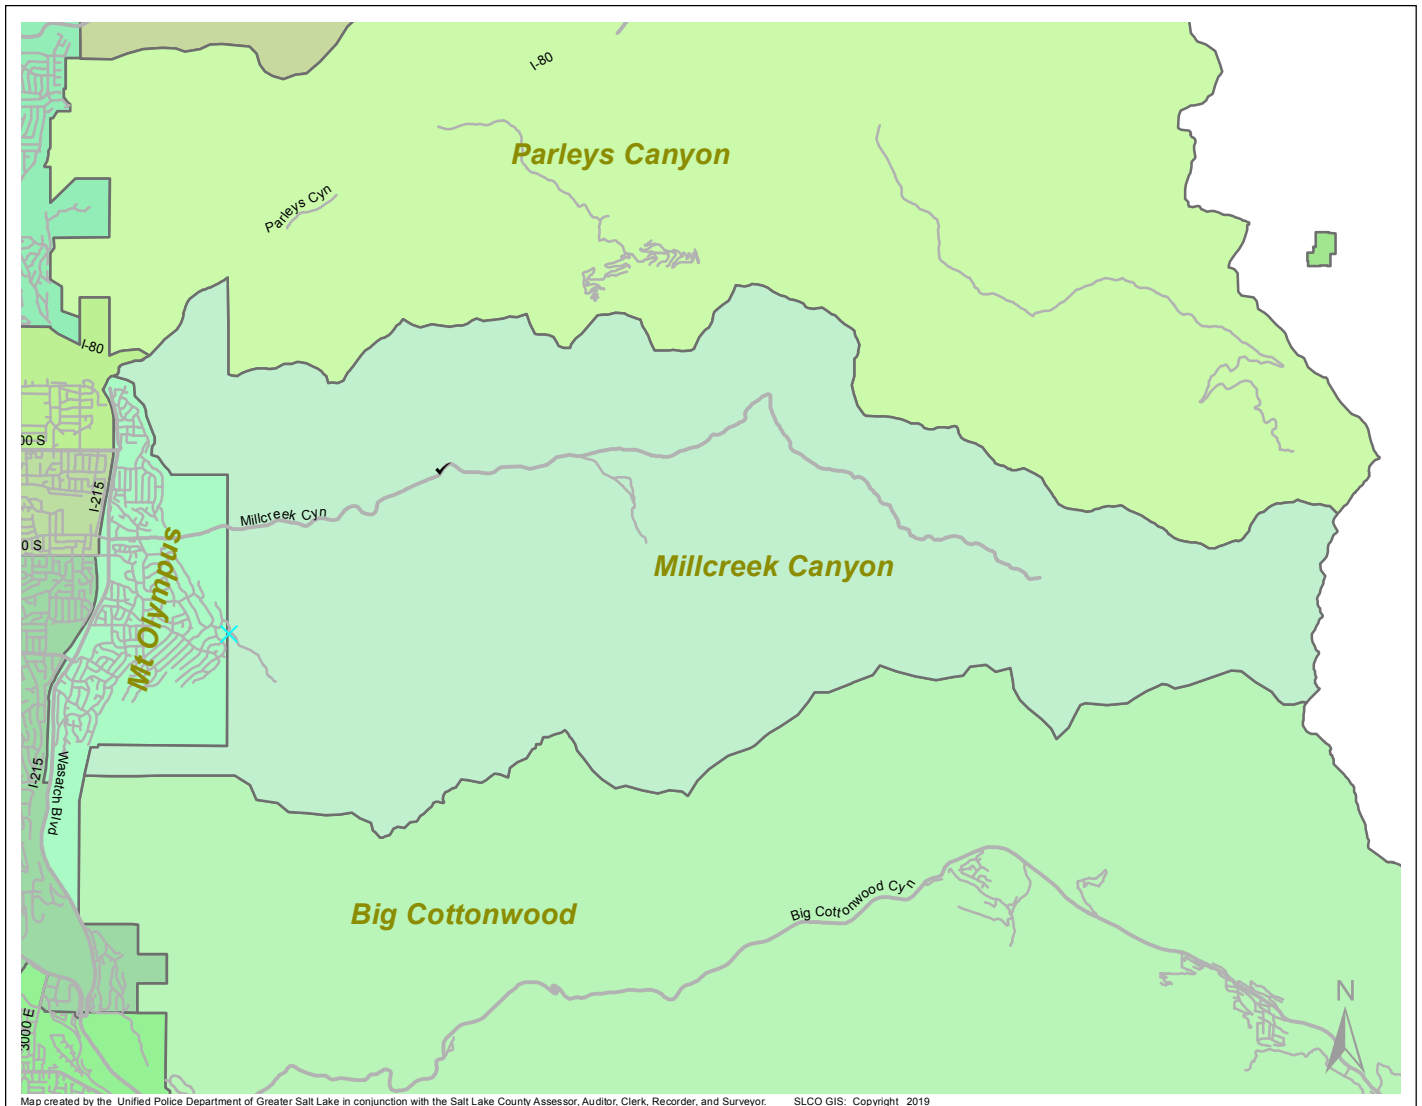 I-80
Parleys Canyon
Parleys Cyn
I-80
00 S
I-215
Millcreek Cyn
0 S
Mt Olympus
Millcreek Canyon
I-215
Wasatch Blvd
Big Cottonwood Cyn
Big Cottonwood
N
3000 E
Map created by the Unified Police Department of Greater Salt Lake in conjunction with the Salt Lake County Assessor, Auditor, Clerk, Recorder, and Surveyor. SLCO GIS: Copyright 2019